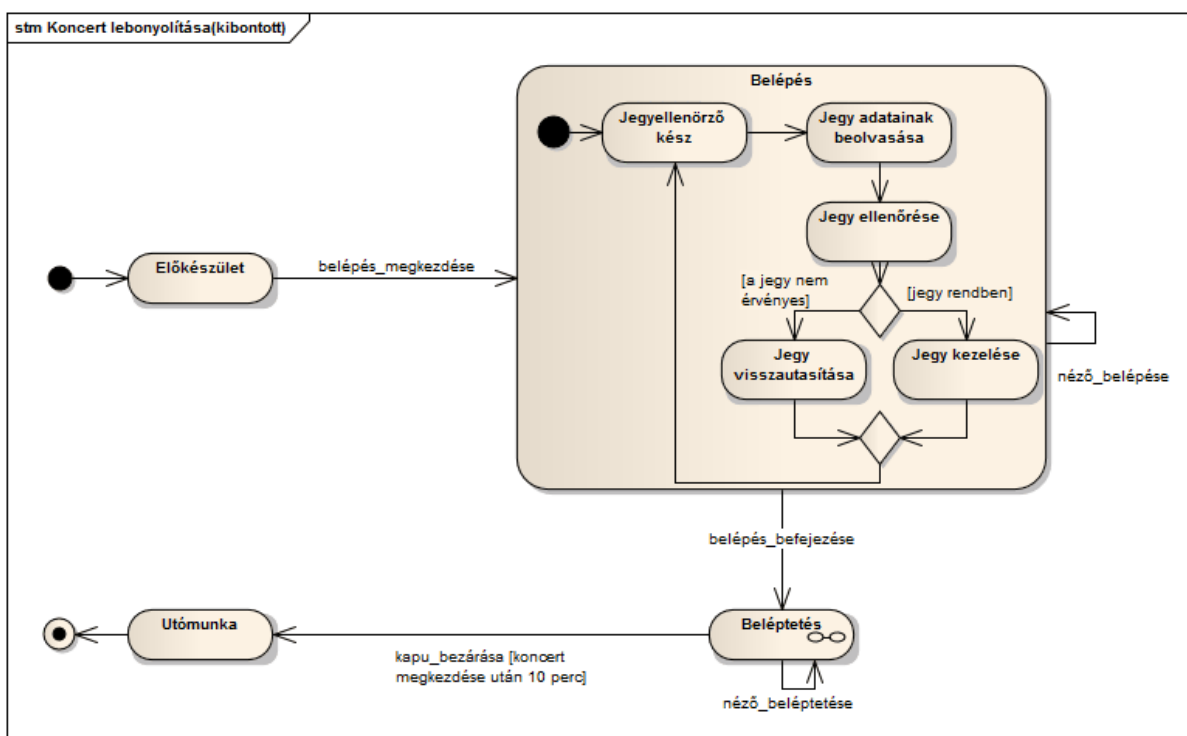 stm Koncert lebonyolítása(kibontott)
Belépés
Jegyellenörző
kész
Jegy adatainak
beolvasása
Jegy ellenőrése
Előkészület
belépés_megkezdése
[a jegy nem
érvényes]
[jegy rendben]
Jegy
visszautasítása
Jegy kezelése
néző_belépése
belépés_befejezése
Utómunka
Beléptetés
kapu_bezárása [koncert
megkezdése után 10 perc]
néző_beléptetése